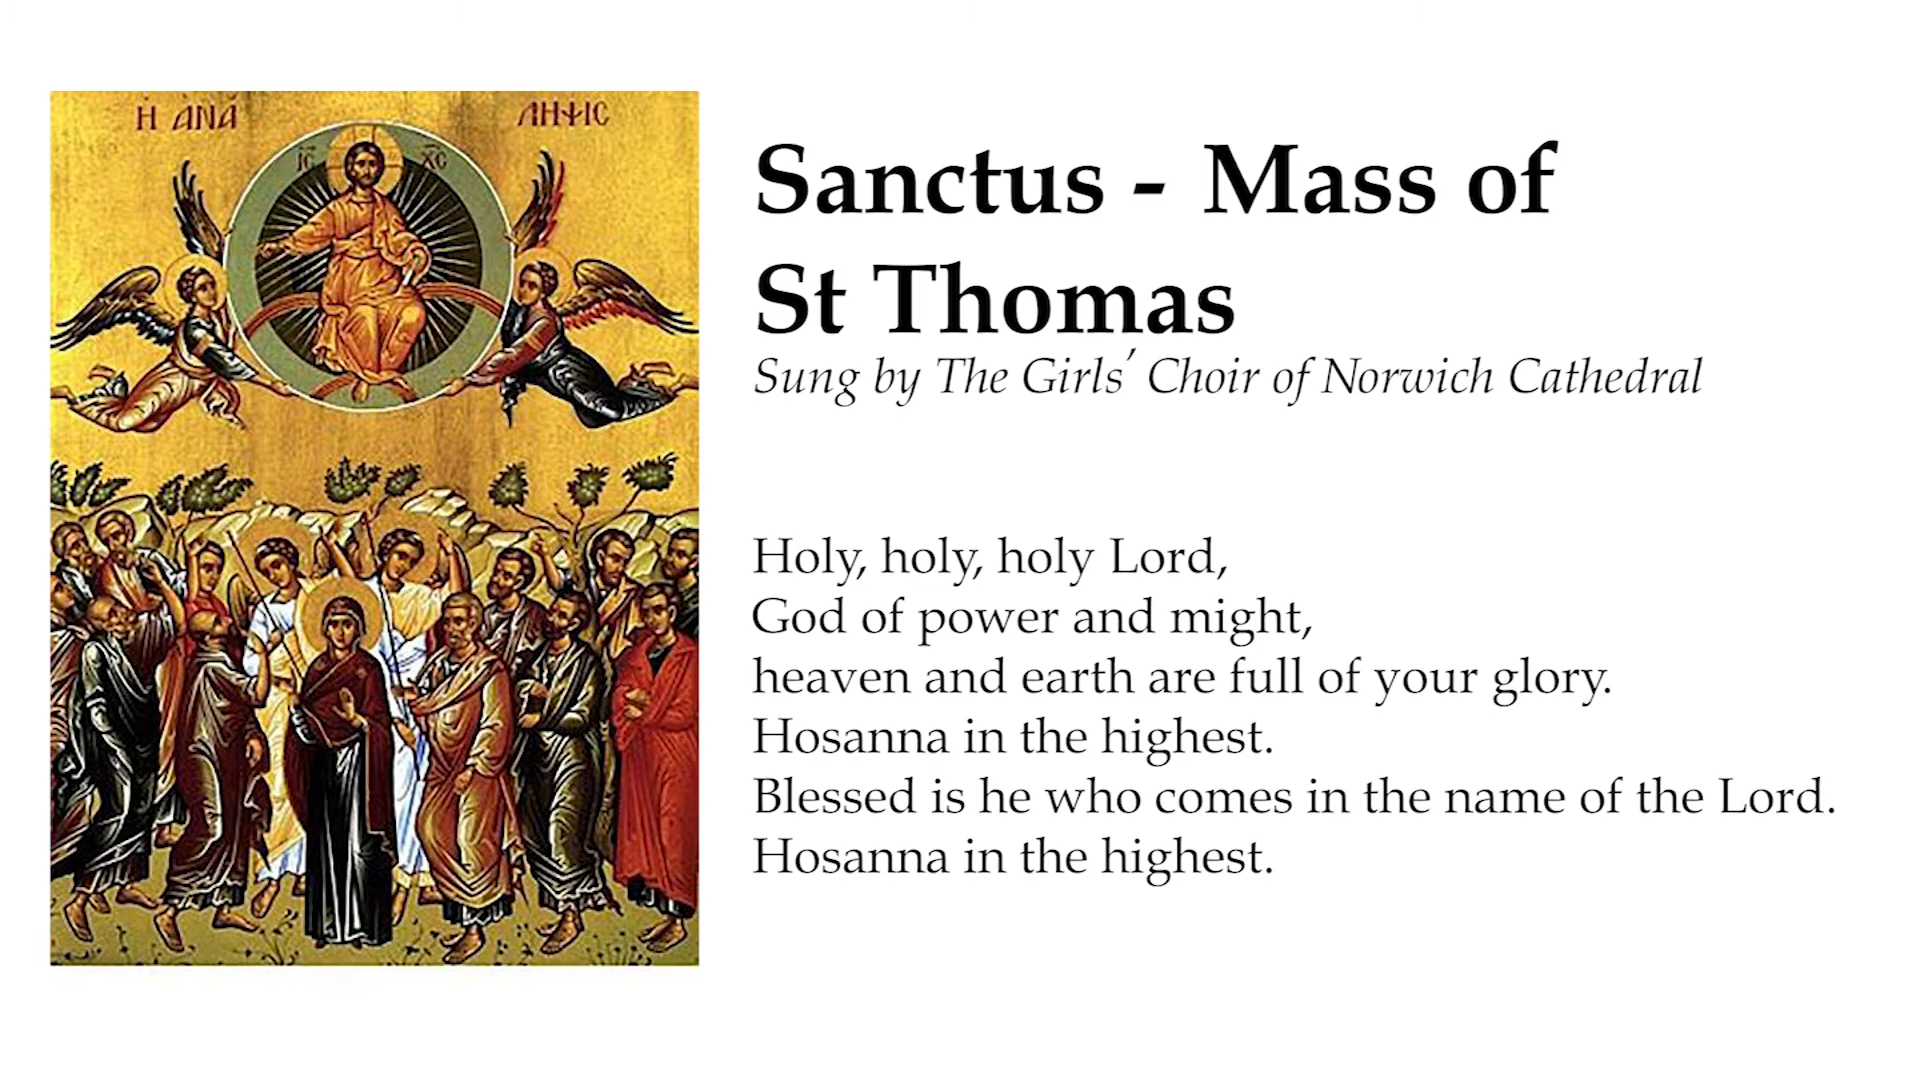 Ἡ ἈΝΑ ΛΗΨΙϹ
ΙϹ ΧϹ
Sanctus - Mass of
St Thomas
Sung by The Girls' Choir of Norwich Cathedral
Holy, holy, holy Lord,
God of power and might,
heaven and earth are full of your glory.
Hosanna in the highest.
Blessed is he who comes in the name of the Lord.
Hosanna in the highest.